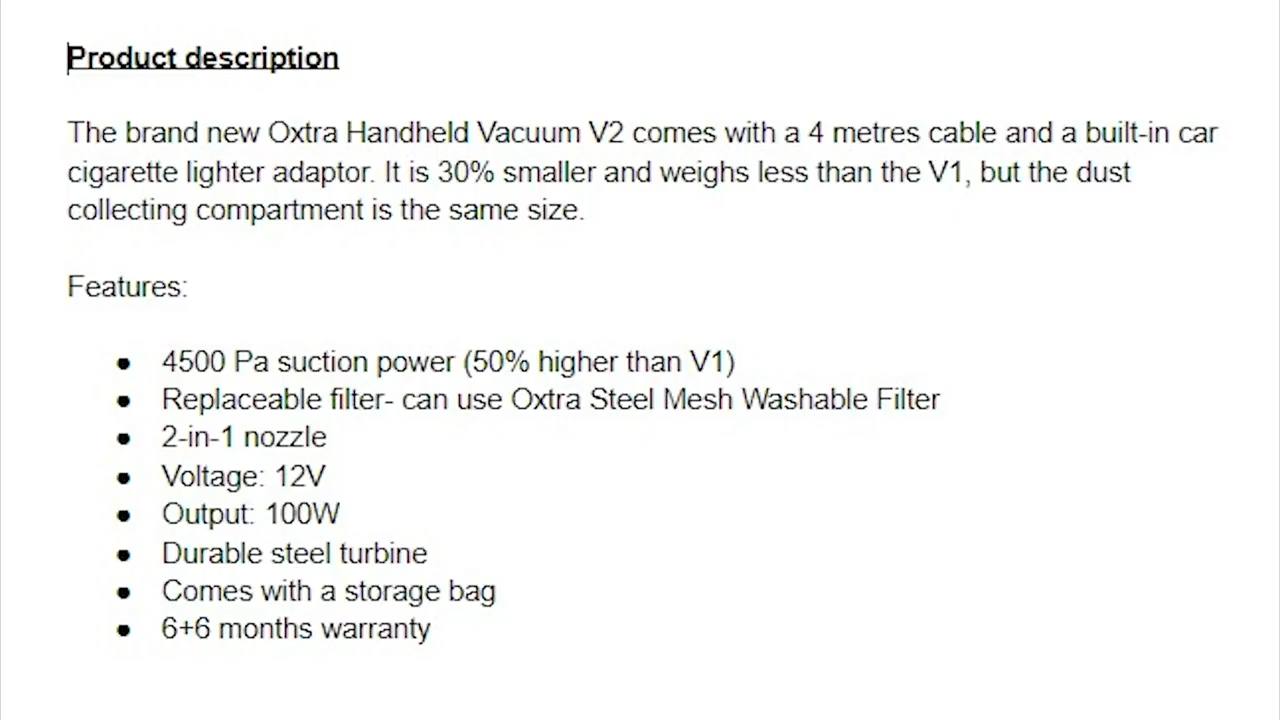 Product description
The brand new Oxtra Handheld Vacuum V2 comes with a 4 metres cable and a built-in car
cigarette lighter adaptor. It is 30% smaller and weighs less than the V1, but the dust
collecting compartment is the same size.
Features:
● 4500 Pa suction power (50% higher than V1)
● Replaceable filter- can use Oxtra Steel Mesh Washable Filter
● 2-in-1 nozzle
● Voltage: 12V
● Output: 100W
● Durable steel turbine
● Comes with a storage bag
● 6+6 months warranty